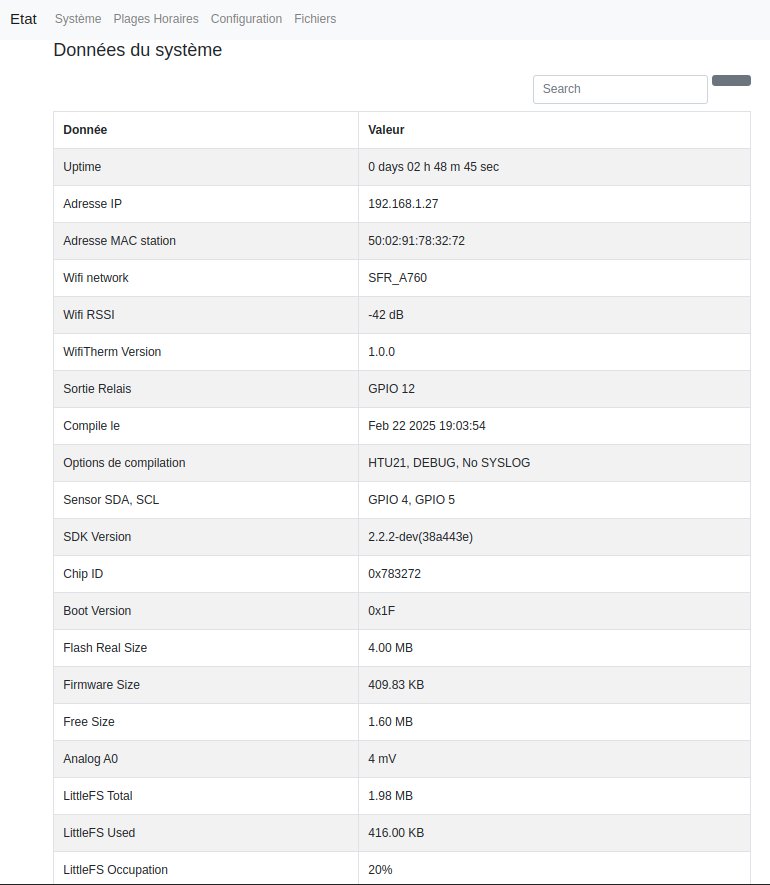 Etat Système Plages Horaires Configuration Fichiers
Données du système
Search
Donnée Valeur
Uptime 0 days 02 h 48 m 45 sec
Adresse IP 192.168.1.27
Adresse MAC station 50:02:91:78:32:72
Wifi network SFR_A760
Wifi RSSI -42 dB
WifiTherm Version 1.0.0
Sortie Relais GPIO 12
Compile le Feb 22 2025 19:03:54
Options de compilation HTU21, DEBUG, No SYSLOG
Sensor SDA, SCL GPIO 4, GPIO 5
SDK Version 2.2.2-dev(38a443e)
Chip ID 0x783272
Boot Version 0x1F
Flash Real Size 4.00 MB
Firmware Size 409.83 KB
Free Size 1.60 MB
Analog A0 4 mV
LittleFS Total 1.98 MB
LittleFS Used 416.00 KB
LittleFS Occupation 20%